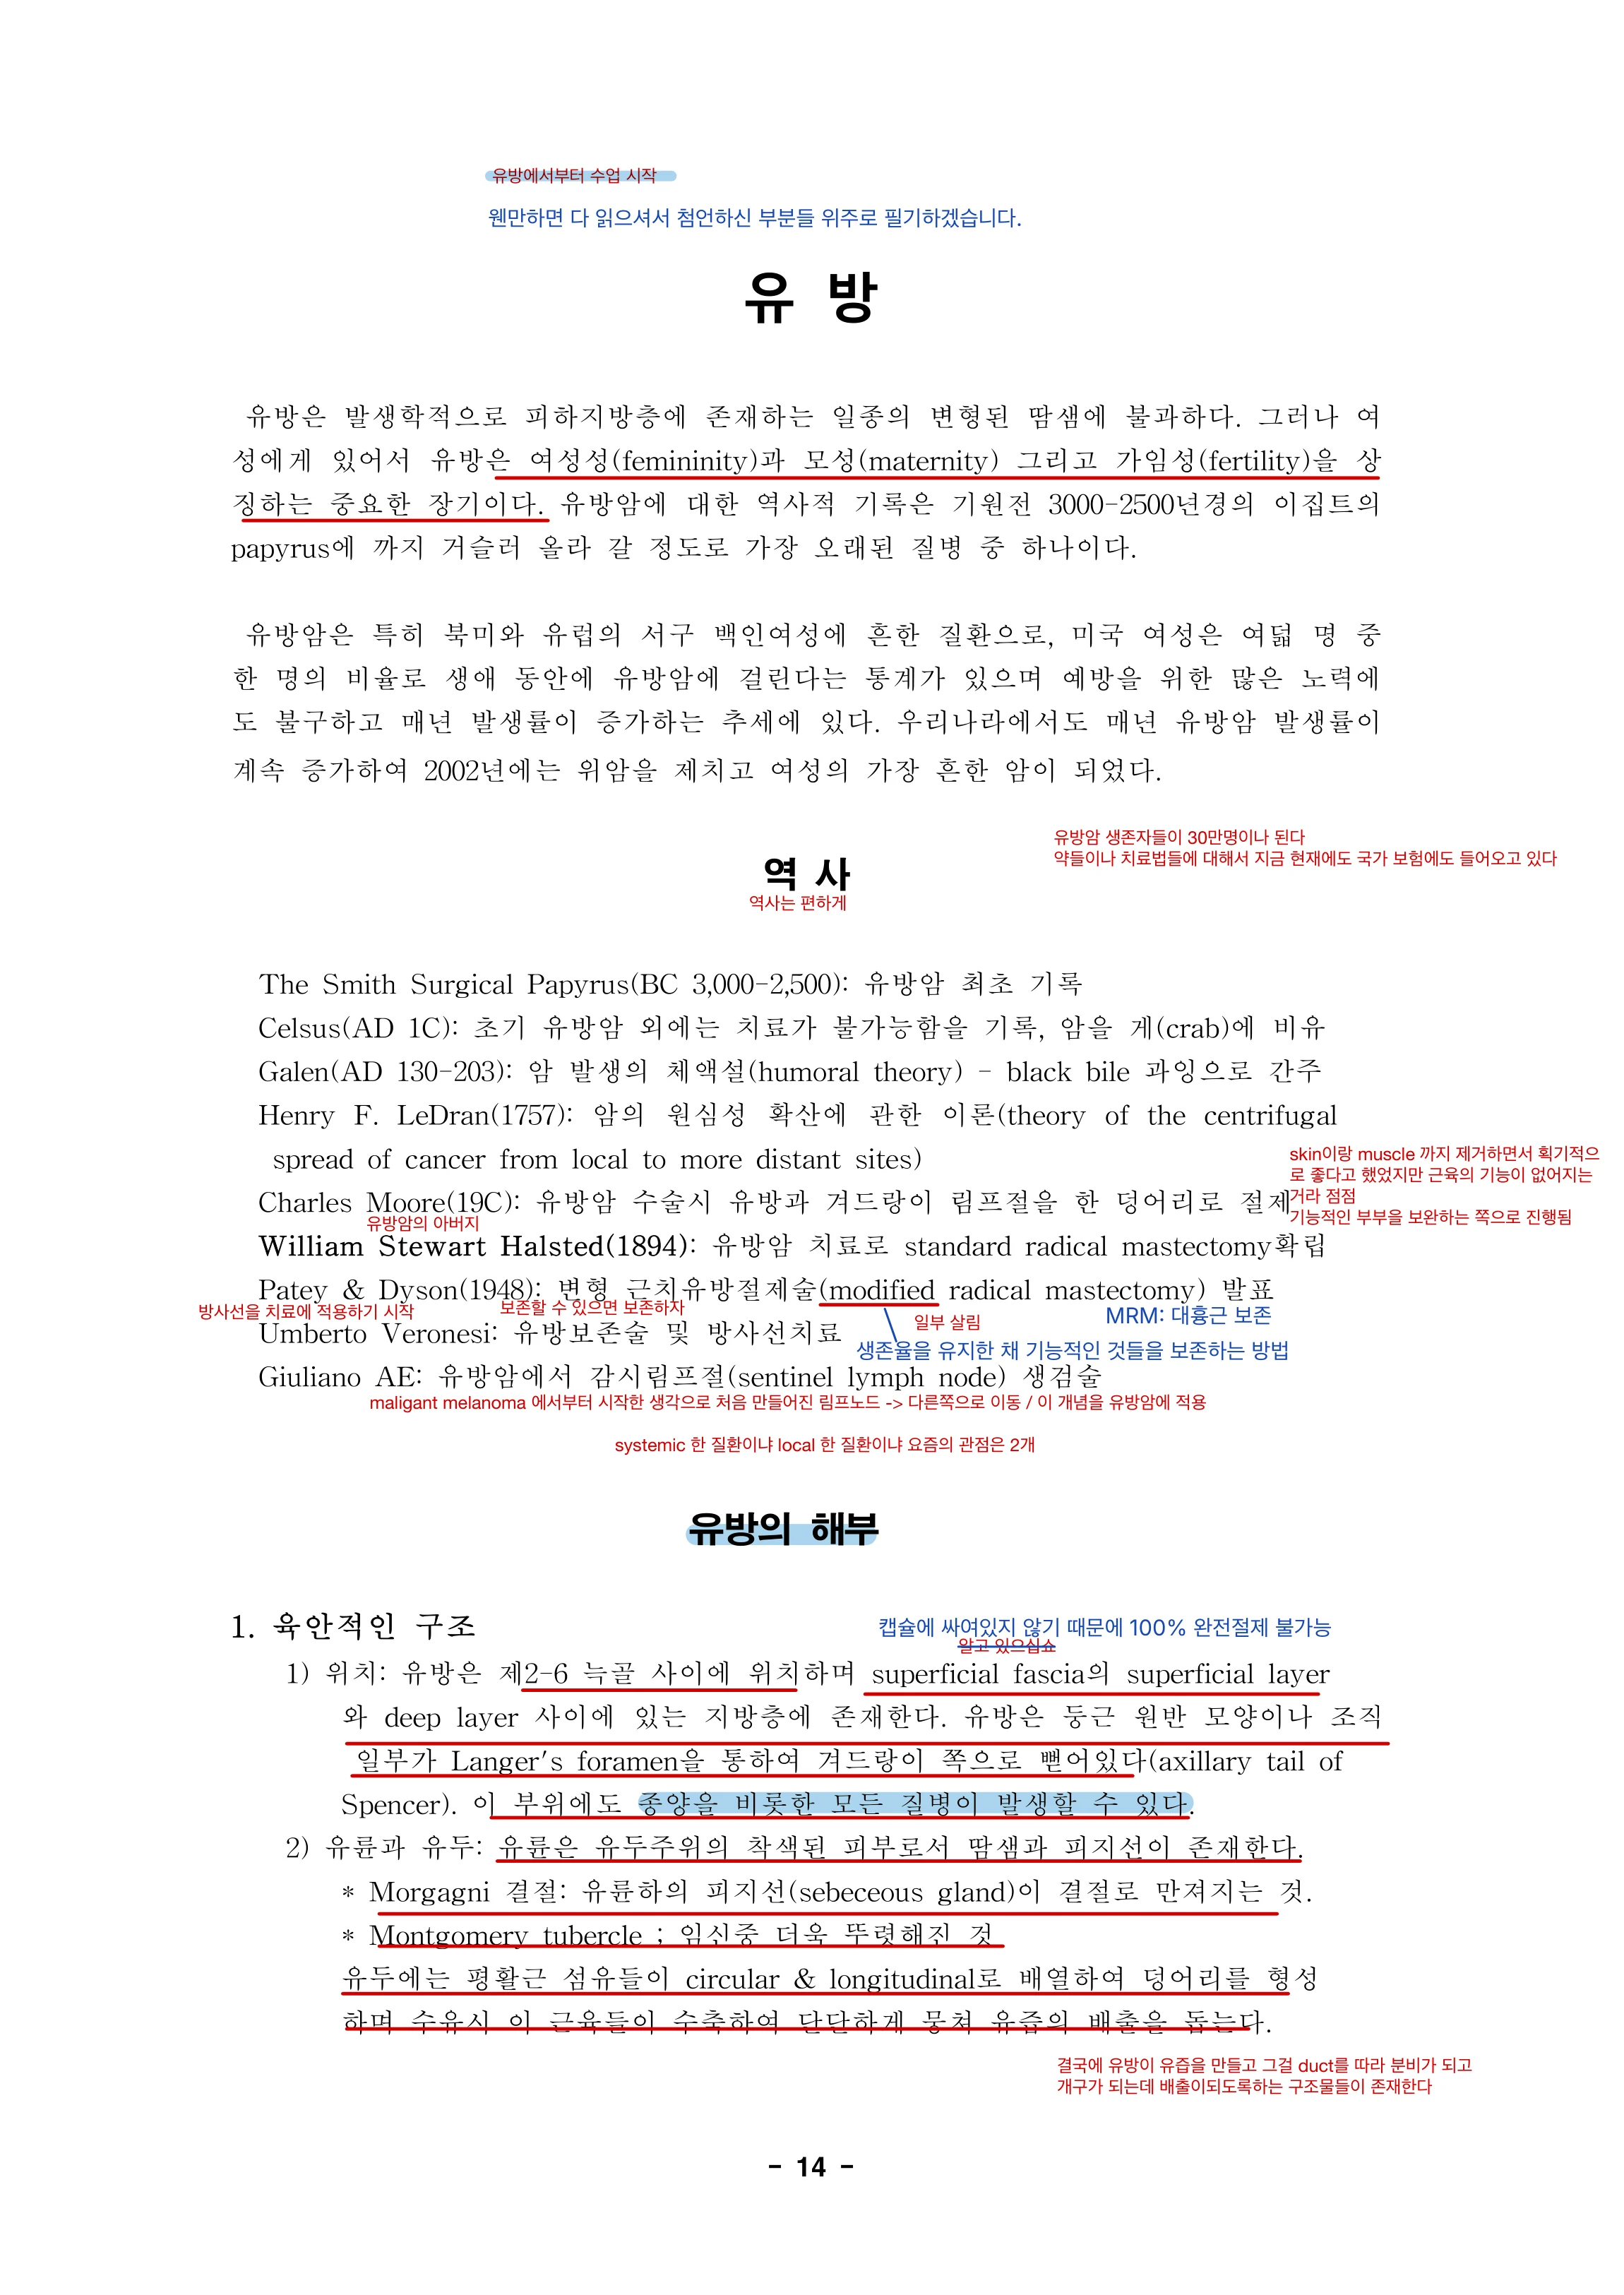 유방에서부터 수업 시작
웬만하면 다 읽으셔서 첨언하신 부분들 위주로 필기하겠습니다.
유 방
유방은 발생학적으로 피하지방층에 존재하는 일종의 변형된 땀샘에 불과하다. 그러나 여
성에게 있어서 유방은 여성성(femininity)과 모성(maternity) 그리고 가임성(fertility)을 상
징하는 중요한 장기이다. 유방암에 대한 역사적 기록은 기원전 3000-2500년경의 이집트의
papyrus에 까지 거슬러 올라 갈 정도로 가장 오래된 질병 중 하나이다.
유방암은 특히 북미와 유럽의 서구 백인여성에 흔한 질환으로, 미국 여성은 여덟 명 중
한 명의 비율로 생애 동안에 유방암에 걸린다는 통계가 있으며 예방을 위한 많은 노력에
도 불구하고 매년 발생률이 증가하는 추세에 있다. 우리나라에서도 매년 유방암 발생률이
계속 증가하여 2002년에는 위암을 제치고 여성의 가장 흔한 암이 되었다.
유방암 생존자들이 30만명이나 된다
약들이나 치료법들에 대해서 지금 현재에도 국가 보험에도 들어오고 있다
역 사
역사는 편하게
The Smith Surgical Papyrus(BC 3,000-2,500): 유방암 최초 기록
Celsus(AD 1C): 초기 유방암 외에는 치료가 불가능함을 기록, 암을 게(crab)에 비유
Galen(AD 130-203): 암 발생의 체액설(humoral theory) - black bile 과잉으로 간주
Henry F. LeDran(1757): 암의 원심성 확산에 관한 이론(theory of the centrifugal
spread of cancer from local to more distant sites)
skin이랑 muscle 까지 제거하면서 획기적으
로 좋다고 했었지만 근육의 기능이 없어지는
거라 점점
기능적인 부부을 보완하는 쪽으로 진행됨
Charles Moore(19C): 유방암 수술시 유방과 겨드랑이 림프절을 한 덩어리로 절제
유방암의 아버지
William Stewart Halsted(1894): 유방암 치료로 standard radical mastectomy확립
Patey & Dyson(1948): 변형 근치유방절제술(modified radical mastectomy) 발표
방사선을 치료에 적용하기 시작
보존할 수 있으면 보존하자
일부 살림
MRM: 대흉근 보존
Umberto Veronesi: 유방보존술 및 방사선치료
생존율을 유지한 채 기능적인 것들을 보존하는 방법
Giuliano AE: 유방암에서 감시림프절(sentinel lymph node) 생검술
maligant melanoma 에서부터 시작한 생각으로 처음 만들어진 림프노드 -> 다른쪽으로 이동 / 이 개념을 유방암에 적용
systemic 한 질환이냐 local 한 질환이냐 요즘의 관점은 2개
유방의 해부
1. 육안적인 구조
캡슐에 싸여있지 않기 때문에 100% 완전절제 불가능
알고 있으십쇼
1) 위치: 유방은 제2-6 늑골 사이에 위치하며 superficial fascia의 superficial layer
와 deep layer 사이에 있는 지방층에 존재한다. 유방은 둥근 원반 모양이나 조직
일부가 Langer's foramen을 통하여 겨드랑이 쪽으로 뻗어있다(axillary tail of
Spencer). 이 부위에도 종양을 비롯한 모든 질병이 발생할 수 있다.
2) 유륜과 유두: 유륜은 유두주위의 착색된 피부로서 땀샘과 피지선이 존재한다.
* Morgagni 결절: 유륜하의 피지선(sebeceous gland)이 결절로 만져지는 것.
* Montgomery tubercle ; 임신중 더욱 뚜렷해진 것
유두에는 평활근 섬유들이 circular & longitudinal로 배열하여 덩어리를 형성
하며 수유시 이 근육들이 수축하여 단단하게 뭉쳐 유즙의 배출을 돕는다.
결국에 유방이 유즙을 만들고 그걸 duct를 따라 분비가 되고
개구가 되는데 배출이되도록하는 구조물들이 존재한다
- 14 -